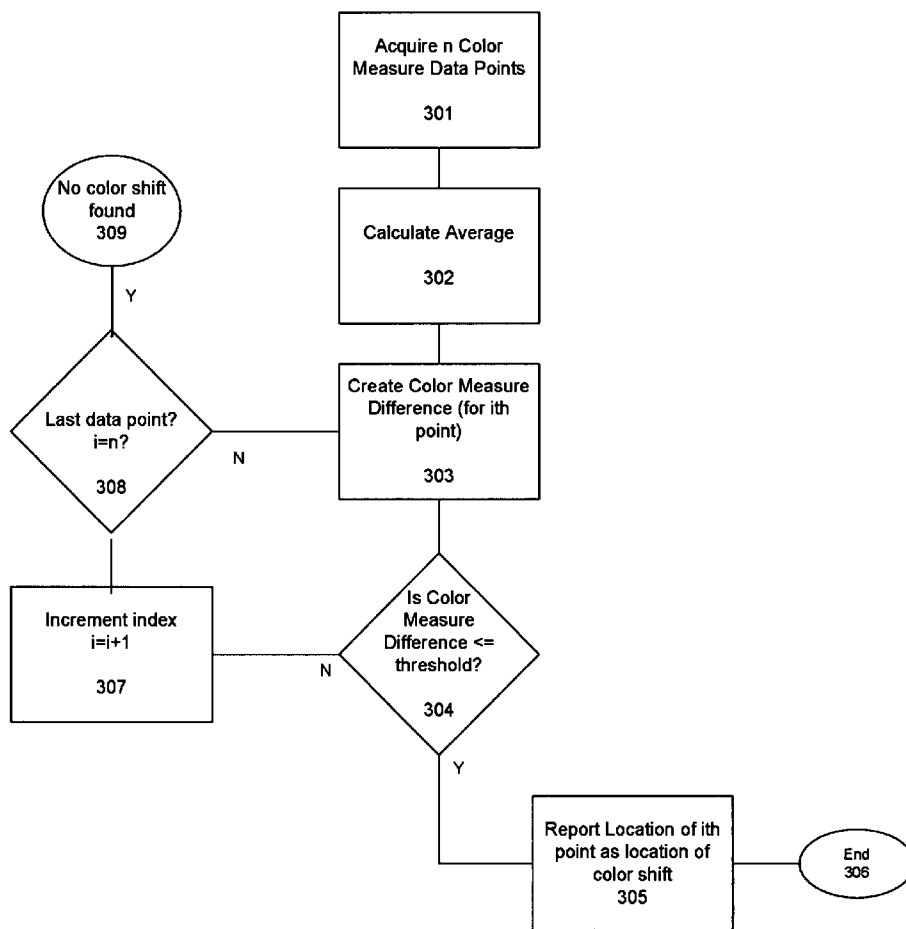 Acquire n Color
Measure Data Points
301
No color shift
found
309
Calculate Average
302
Y
Create Color Measure
Difference (for ith
point)
303
Last data point?
i=n?
308
N
Is Color
Measure
Difference <=
threshold?
304
Increment index
i=i+1
307
N
Y
Report Location of ith
point as location of
color shift
305
End
306